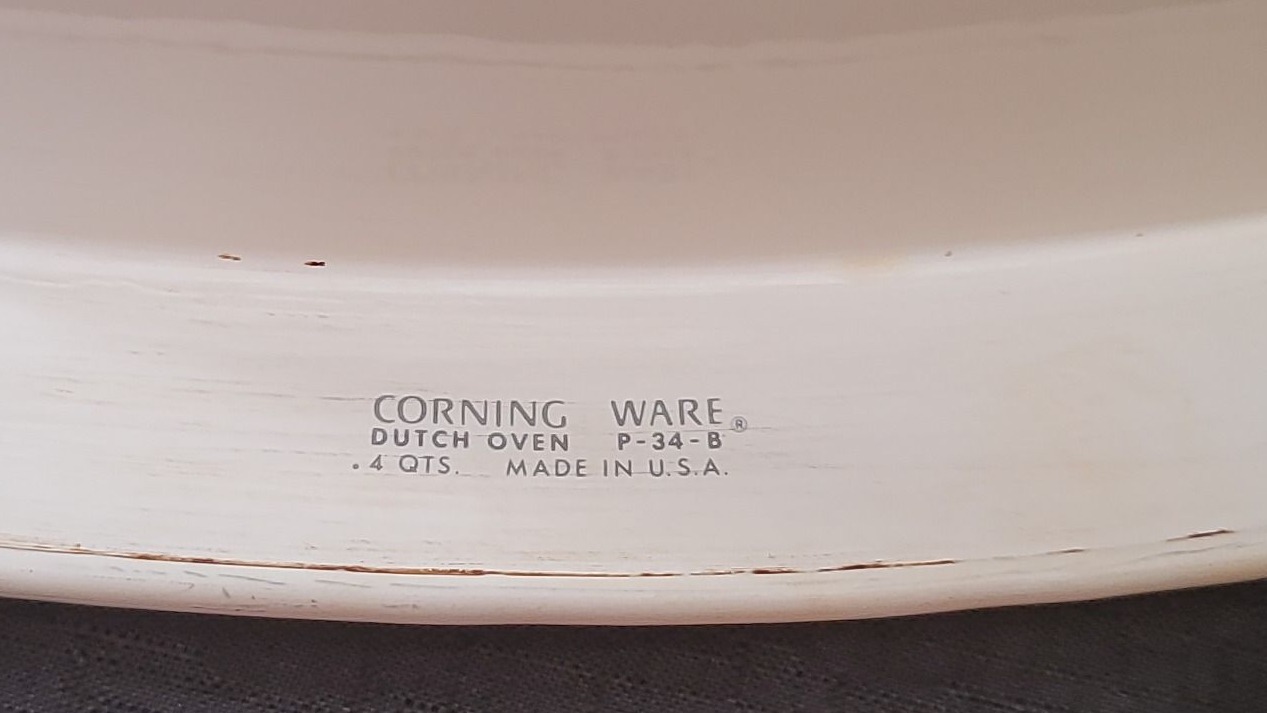 CORNING WARE®
DUTCH OVEN P-34-B
. 4 QTS. MADE IN U.S.A.